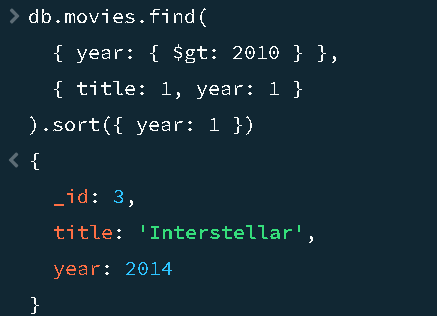 > db.movies.find(
{ year: { $gt: 2010 } },
{ title: 1, year: 1 }
).sort({ year: 1 })
< {
_id: 3,
title: 'Interstellar',
year: 2014
}